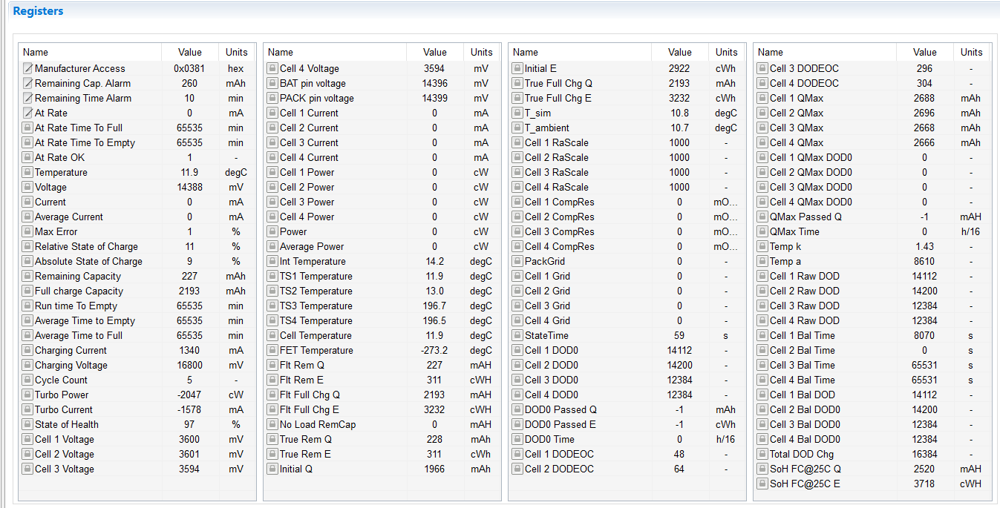 Registers
Name Value Units
Manufacturer Access 0x0381 hex
Remaining Cap. Alarm 260 mAh
Remaining Time Alarm 10 min
At Rate 0 mA
At Rate Time To Full 65535 min
At Rate Time To Empty 65535 min
At Rate OK 1 -
Temperature 11.9 degC
Voltage 14388 mV
Current 0 mA
Average Current 0 mA
Max Error 1 %
Relative State of Charge 11 %
Absolute State of Charge 9 %
Remaining Capacity 227 mAh
Full charge Capacity 2193 mAh
Run time To Empty 65535 min
Average Time to Empty 65535 min
Average Time to Full 65535 min
Charging Current 1340 mA
Charging Voltage 16800 mV
Cycle Count 5 -
Turbo Power -2047 cW
Turbo Current -1578 mA
State of Health 97 %
Cell 1 Voltage 3600 mV
Cell 2 Voltage 3601 mV
Cell 3 Voltage 3594 mV
Name Value Units
Cell 4 Voltage 3594 mV
BAT pin voltage 14396 mV
PACK pin voltage 14399 mV
Cell 1 Current 0 mA
Cell 2 Current 0 mA
Cell 3 Current 0 mA
Cell 4 Current 0 mA
Cell 1 Power 0 cW
Cell 2 Power 0 cW
Cell 3 Power 0 cW
Cell 4 Power 0 cW
Power 0 cW
Average Power 0 cW
Int Temperature 14.2 degC
TS1 Temperature 11.9 degC
TS2 Temperature 13.0 degC
TS3 Temperature 196.7 degC
TS4 Temperature 196.5 degC
Cell Temperature 11.9 degC
FET Temperature -273.2 degC
Flt Rem Q 227 mAH
Flt Rem E 311 cWH
Flt Full Chg Q 2193 mAH
Flt Full Chg E 3232 cWH
No Load RemCap 0 mAH
True Rem Q 228 mAh
True Rem E 311 cWh
Initial Q 1966 mAh
Name Value Units
Initial E 2922 cWh
True Full Chg Q 2193 mAh
True Full Chg E 3232 cWh
T_sim 10.8 degC
T_ambient 10.7 degC
Cell 1 RaScale 1000 -
Cell 2 RaScale 1000 -
Cell 3 RaScale 1000 -
Cell 4 RaScale 1000 -
Cell 1 CompRes 0 mO...
Cell 2 CompRes 0 mO...
Cell 3 CompRes 0 mO...
Cell 4 CompRes 0 mO...
PackGrid 0 -
Cell 1 Grid 0 -
Cell 2 Grid 0 -
Cell 3 Grid 0 -
Cell 4 Grid 0 -
StateTime 59 s
Cell 1 DOD0 14112 -
Cell 2 DOD0 14200 -
Cell 3 DOD0 12384 -
Cell 4 DOD0 12384 -
DOD0 Passed Q -1 mAh
DOD0 Passed E -1 cWh
DOD0 Time 0 h/16
Cell 1 DODEOC 48 -
Cell 2 DODEOC 64 -
Name Value Units
Cell 3 DODEOC 296 -
Cell 4 DODEOC 304 -
Cell 1 QMax 2688 mAh
Cell 2 QMax 2696 mAh
Cell 3 QMax 2668 mAh
Cell 4 QMax 2666 mAh
Cell 1 QMax DOD0 0 -
Cell 2 QMax DOD0 0 -
Cell 3 QMax DOD0 0 -
Cell 4 QMax DOD0 0 -
QMax Passed Q -1 mAH
QMax Time 0 h/16
Temp k 1.43 -
Temp a 8610 -
Cell 1 Raw DOD 14112 -
Cell 2 Raw DOD 14200 -
Cell 3 Raw DOD 12384 -
Cell 4 Raw DOD 12384 -
Cell 1 Bal Time 8070 s
Cell 2 Bal Time 0 s
Cell 3 Bal Time 65531 s
Cell 4 Bal Time 65531 s
Cell 1 Bal DOD 14112 -
Cell 2 Bal DOD0 14200 -
Cell 3 Bal DOD0 12384 -
Cell 4 Bal DOD0 12384 -
Total DOD Chg 16384 -
SoH FC@25C Q 2520 mAH
SoH FC@25C E 3718 cWH